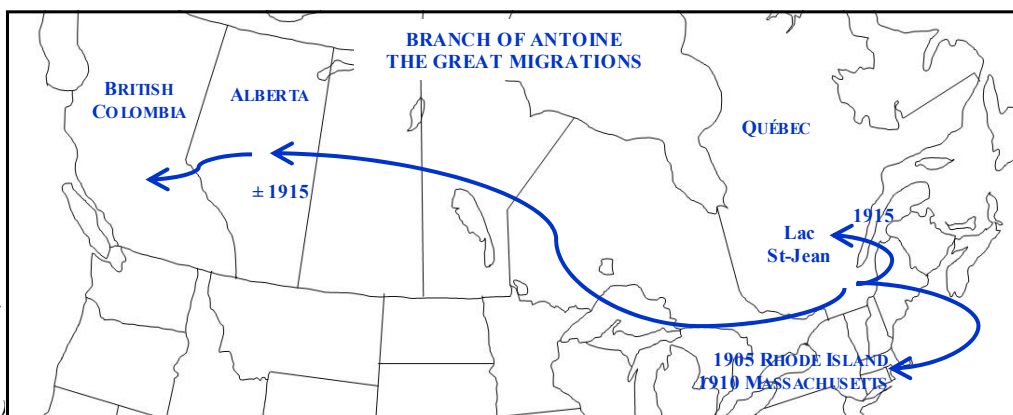 BRANCH OF ANTOINE
THE GREAT MIGRATIONS
BRITISH
COLOMBIA
ALBERTA
QUÉBEC
± 1915
1915
Lac
St-Jean
1905 RHODE ISLAND
1910 MASSACHUSETTS